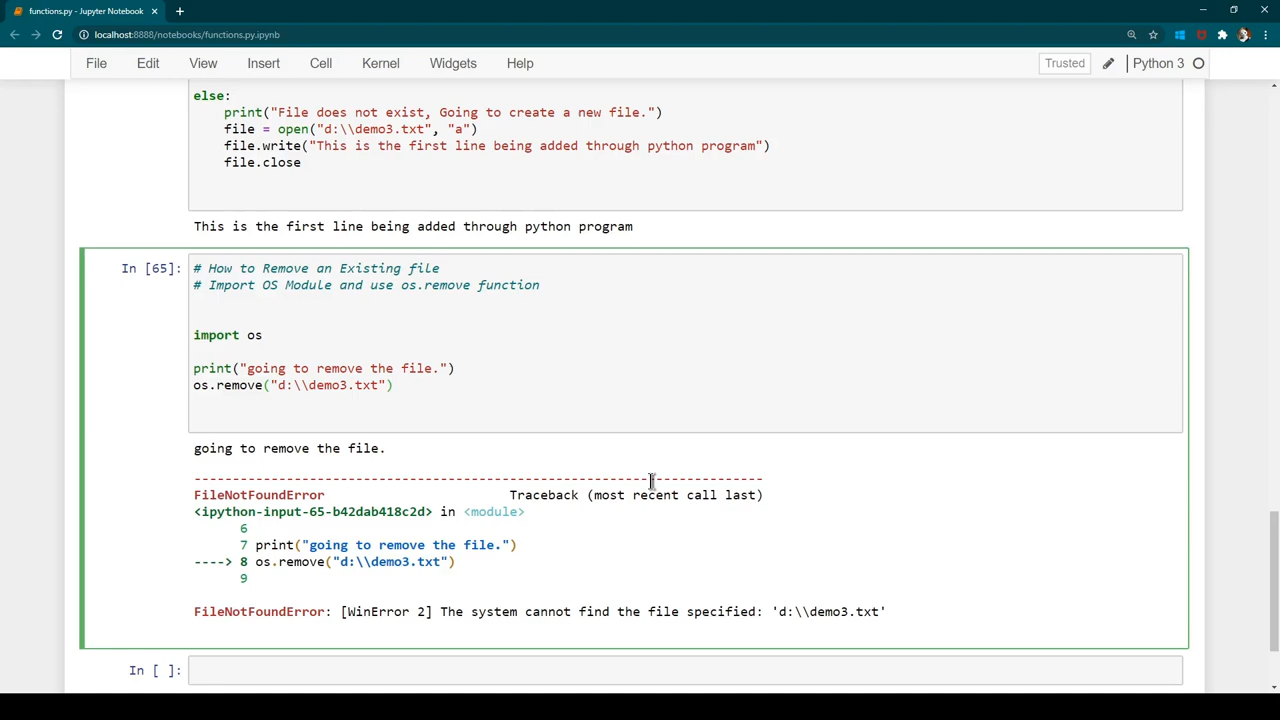 functions.py - Jupyter Notebook
localhost:8888/notebooks/functions.py.ipynb
File Edit View Insert Cell Kernel Widgets Help Trusted Python 3
else:
print("File does not exist, Going to create a new file.")
file = open("d:\\demo3.txt", "a")
file.write("This is the first line being added through python program")
file.close
This is the first line being added through python program
In [65]:
# How to Remove an Existing file
# Import OS Module and use os.remove function
import os
print("going to remove the file.")
os.remove("d:\\demo3.txt")
going to remove the file.
---------------------------------------------------------------------------
FileNotFoundError Traceback (most recent call last)
<ipython-input-65-b42dab418c2d> in <module>
6
7 print("going to remove the file.")
----> 8 os.remove("d:\\demo3.txt")
9
FileNotFoundError: [WinError 2] The system cannot find the file specified: 'd:\\demo3.txt'
In [ ]: